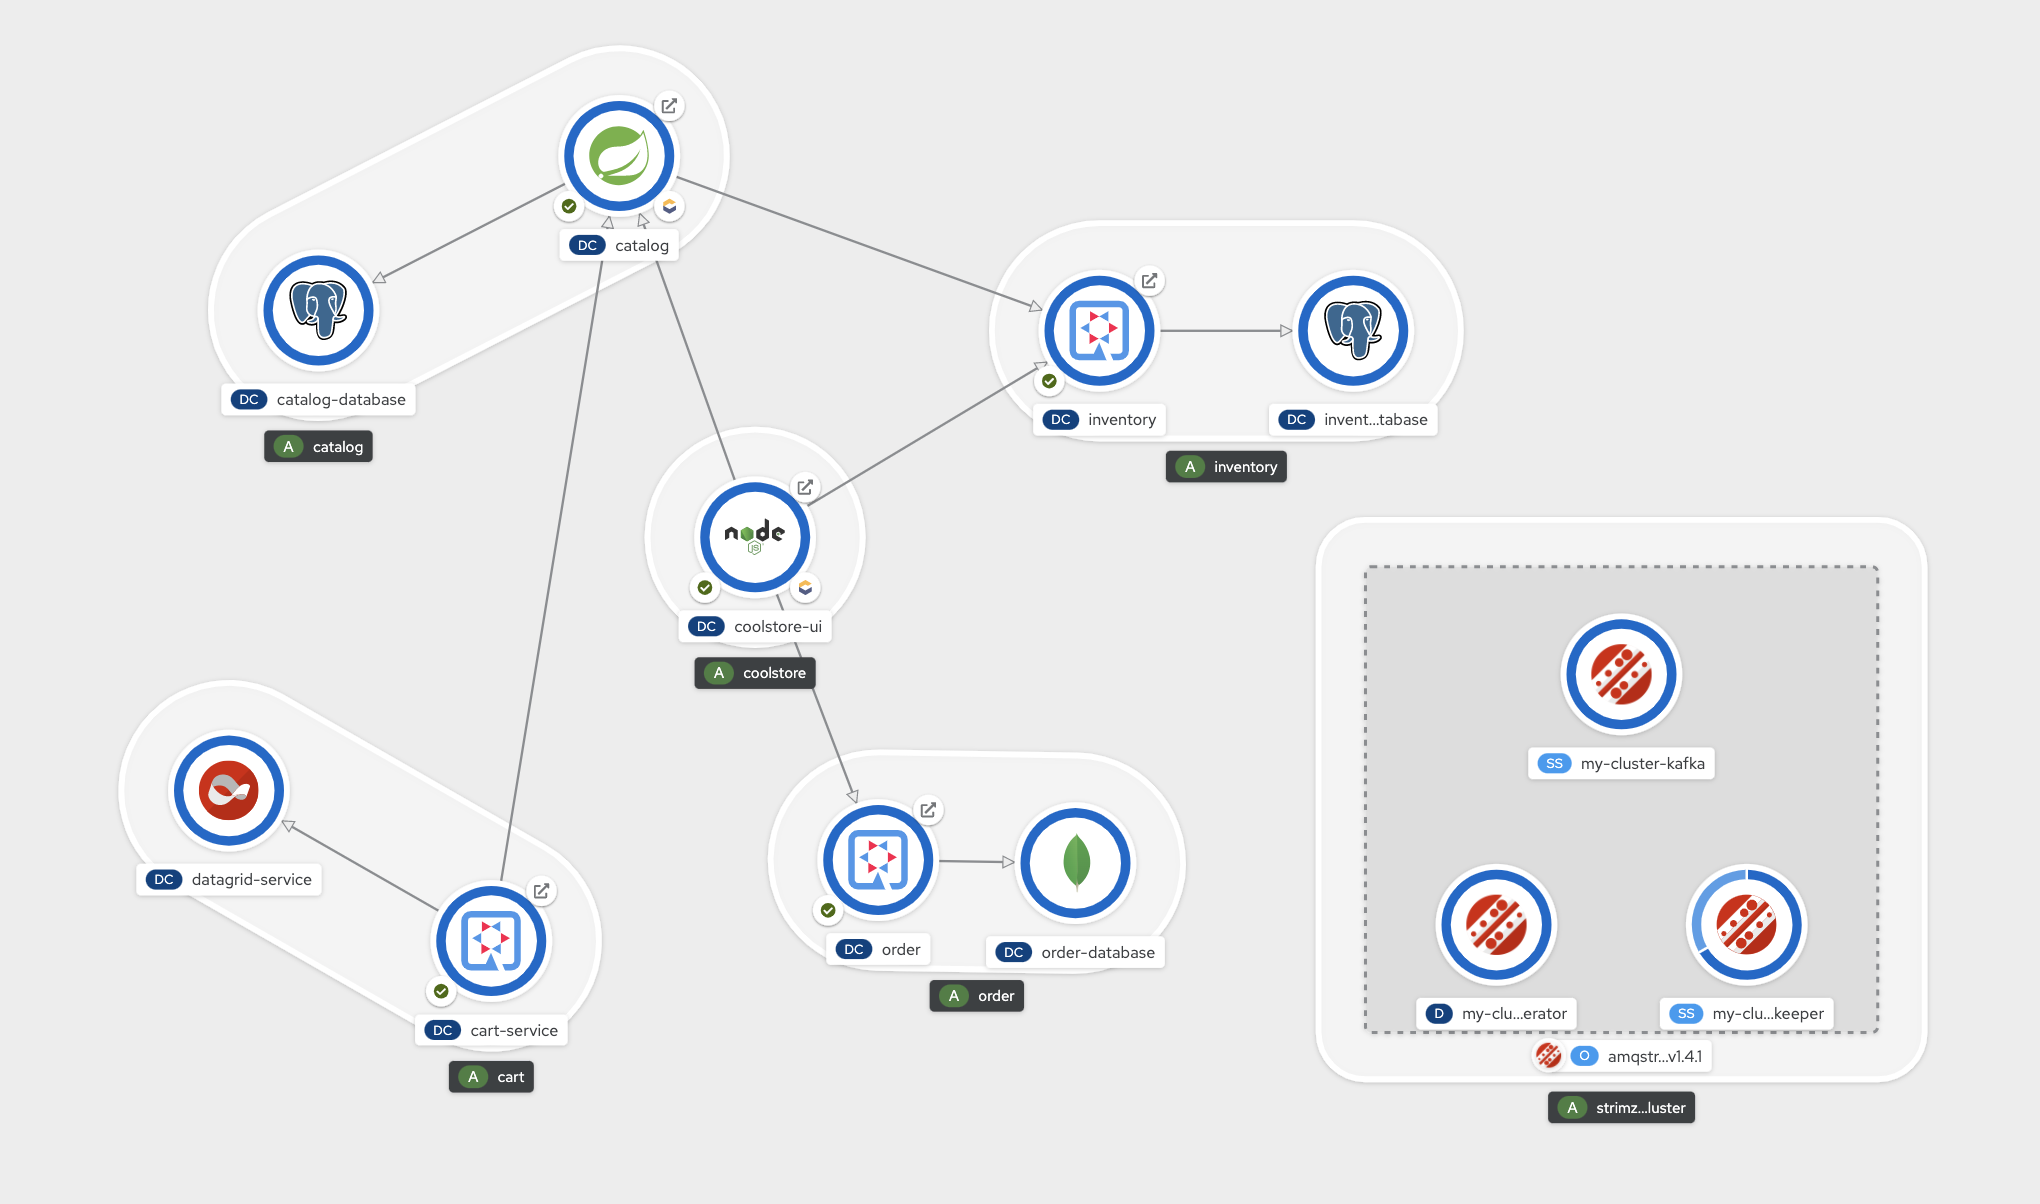 DC catalog
DC catalog-database
A catalog
DC inventory
DC invent...tabase
A inventory
node
JS
DC coolstore-ui
A coolstore
DC datagrid-service
DC cart-service
A cart
DC order
DC order-database
A order
SS my-cluster-kafka
D my-clu...erator
SS my-clu...keeper
O amqstr...v1.4.1
A strimz...luster